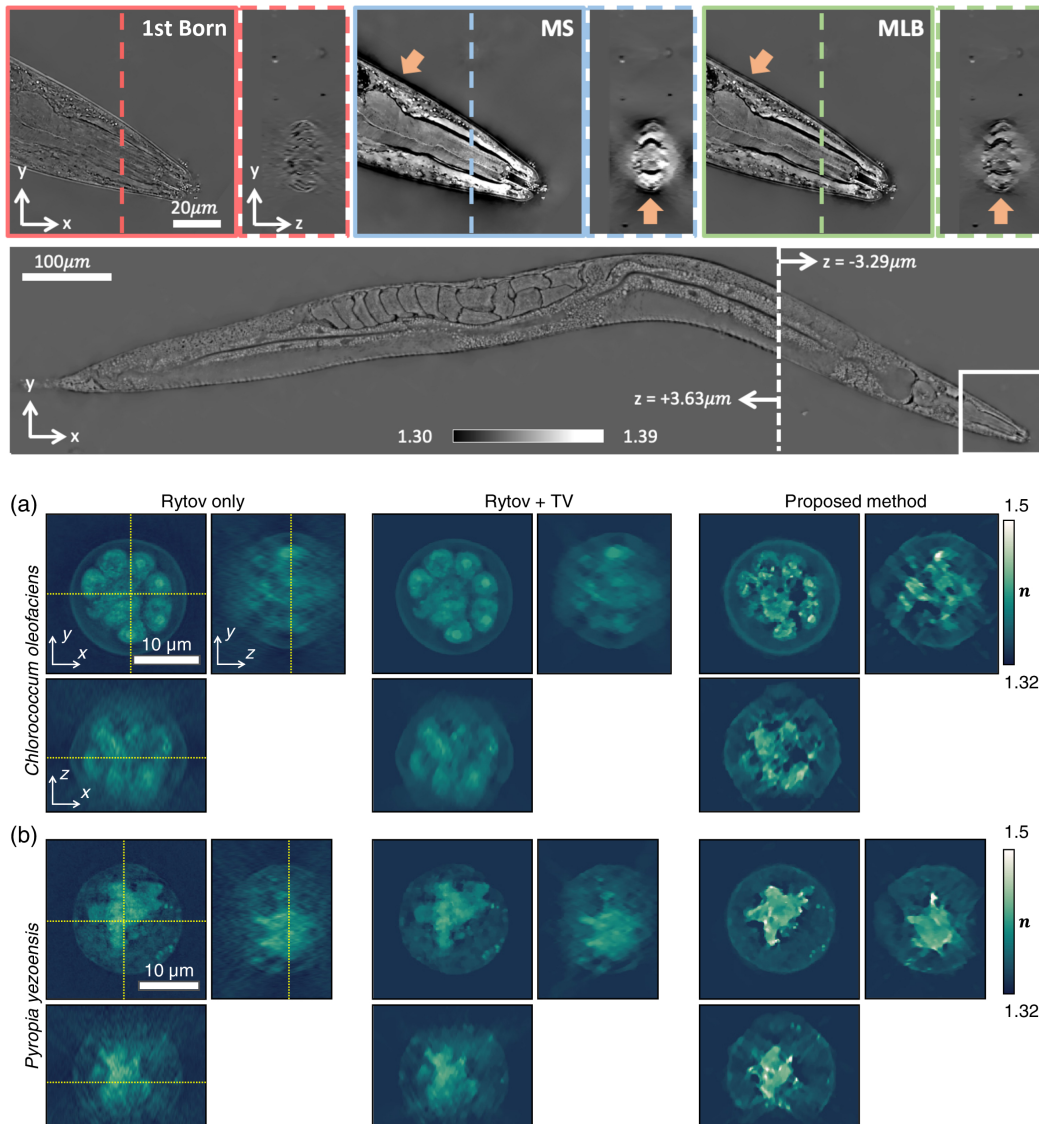 1st Born
MS
MLB
y
x
20μm
y
z
100μm
z = -3.29μm
y
x
z = +3.63μm
1.30
1.39
(a)
Rytov only
Rytov + TV
Proposed method
Chlorococcum oleofaciens
y
x
10 μm
y
z
1.5
n
1.32
z
x
(b)
Pyropia yezoensis
10 μm
1.5
n
1.32